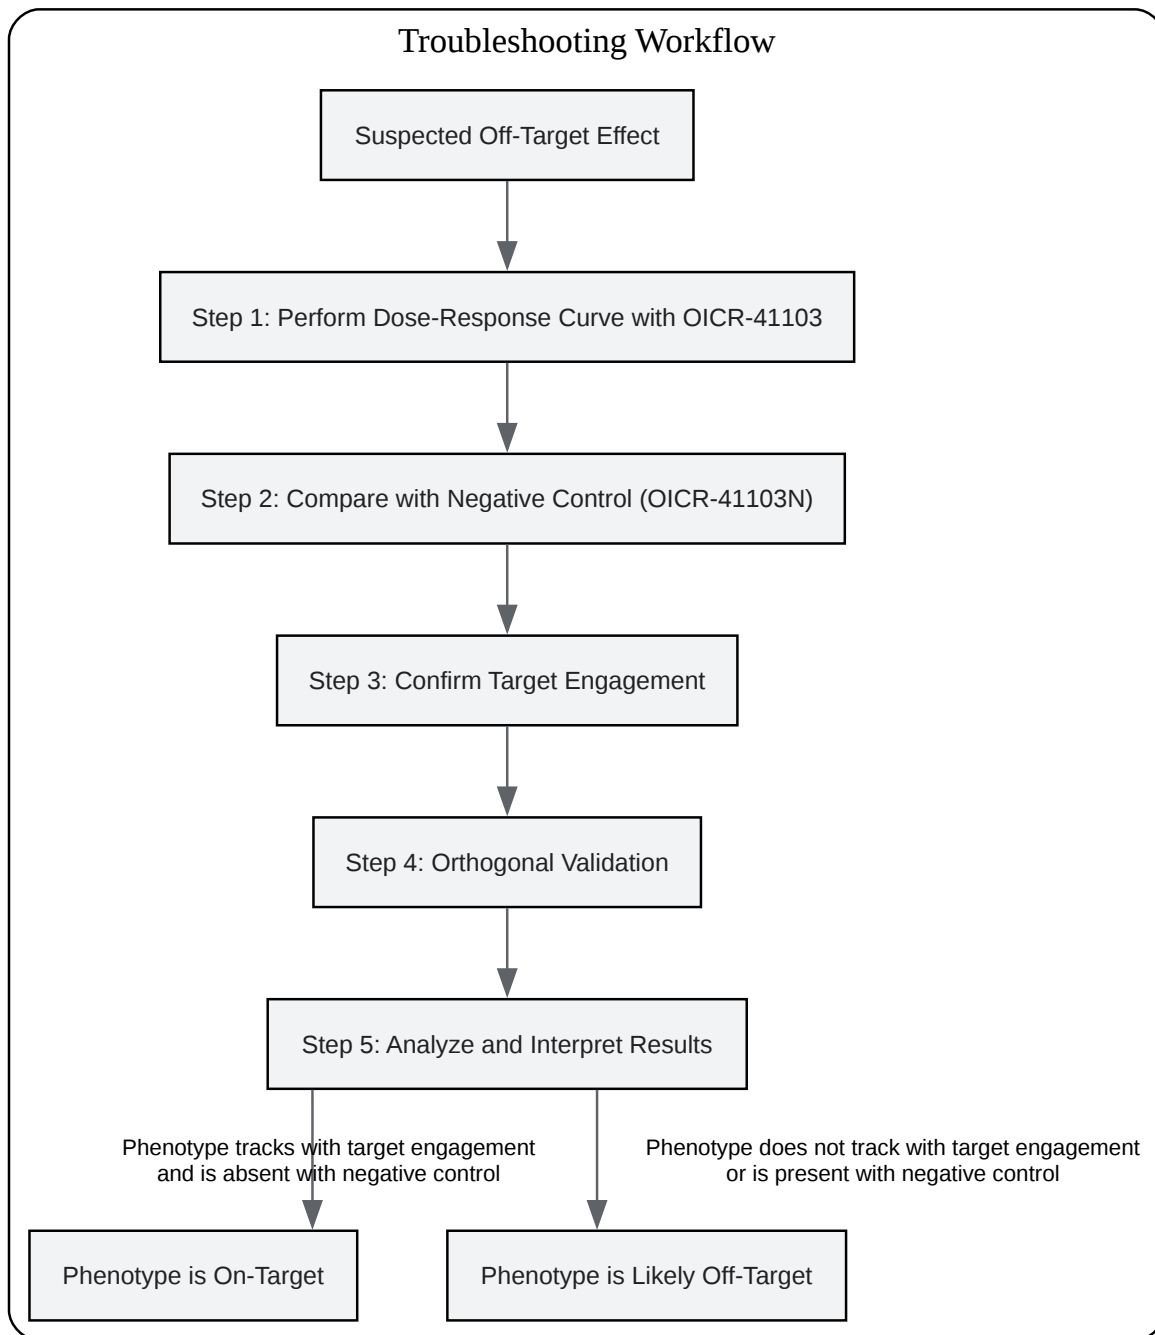 Troubleshooting Workflow
Suspected Off-Target Effect
Step 1: Perform Dose-Response Curve with OICR-41103
Step 2: Compare with Negative Control (OICR-41103N)
Step 3: Confirm Target Engagement
Step 4: Orthogonal Validation
Step 5: Analyze and Interpret Results
Phenotype tracks with target engagement
and is absent with negative control
Phenotype does not track with target engagement
or is present with negative control
Phenotype is On-Target
Phenotype is Likely Off-Target